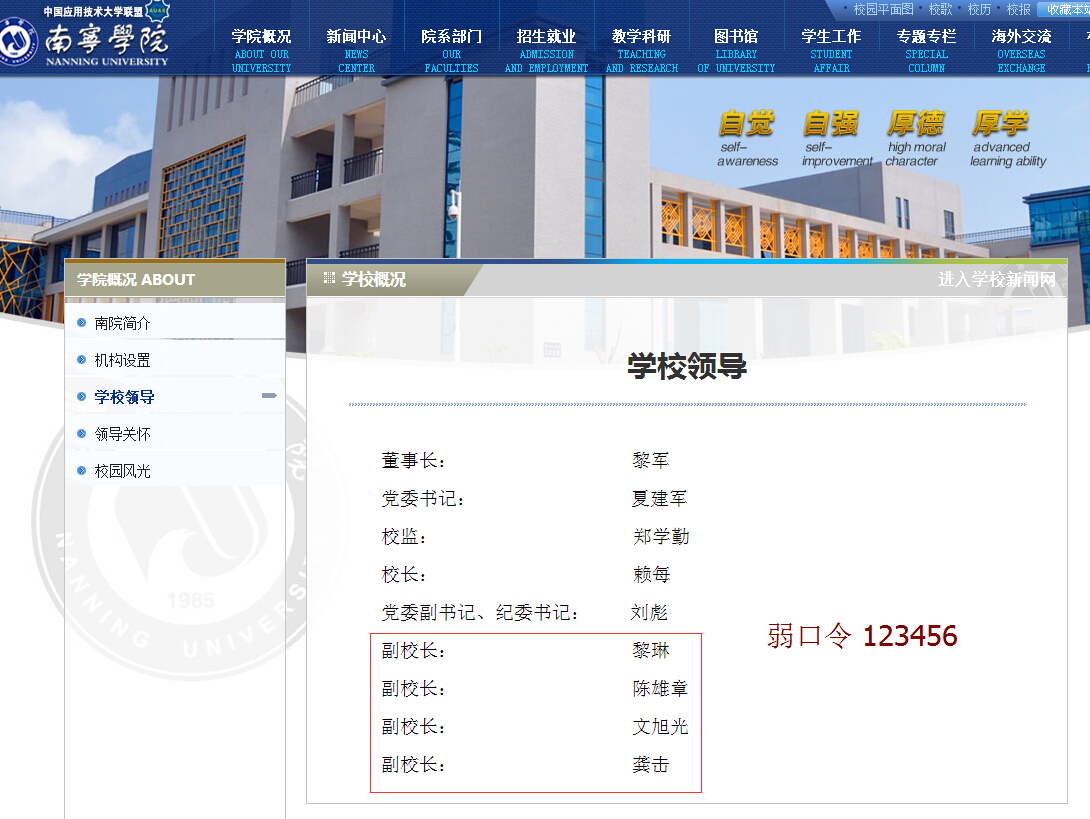 校园平面图 · 校歌 · 校历 · 校报 收藏本站
中国应用技术大学联盟 AUAS
南寧學院
NANNING UNIVERSITY
学院概况 新闻中心 院系部门 招生就业 教学科研 图书馆 学生工作 专题专栏 海外交流
ABOUT OUR UNIVERSITY NEWS CENTER OUR FACULTIES ADMISSION AND EMPLOYMENT TEACHING AND RESEARCH LIBRARY OF UNIVERSITY STUDENT AFFAIR SPECIAL COLUMN OVERSEAS EXCHANGE
自觉 自强 厚德 厚学
self-awareness self-improvement high moral character advanced learning ability
学院概况 ABOUT
学校概况
进入学校新闻网
南院简介
机构设置
学校领导
领导关怀
校园风光
1985
NANNING UNIVERSITY
学校领导
董事长: 黎军
党委书记: 夏建军
校监: 郑学勤
校长: 赖每
党委副书记、纪委书记: 刘彪
副校长: 黎琳
副校长: 陈雄章
副校长: 文旭光
副校长: 龚击
弱口令 123456